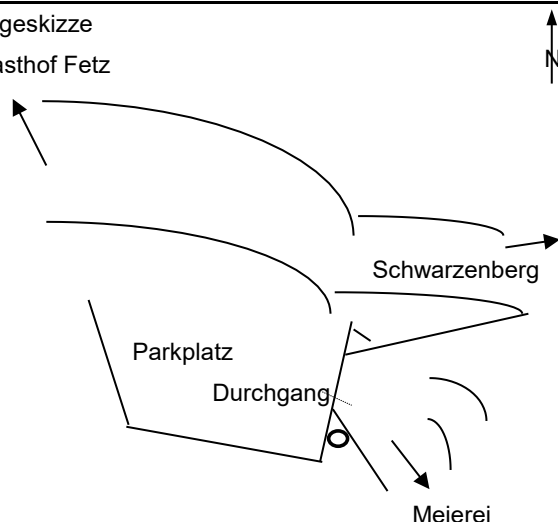 geskizze
asthof Fetz
N
Schwarzenberg
Parkplatz
Durchgang
Meierei